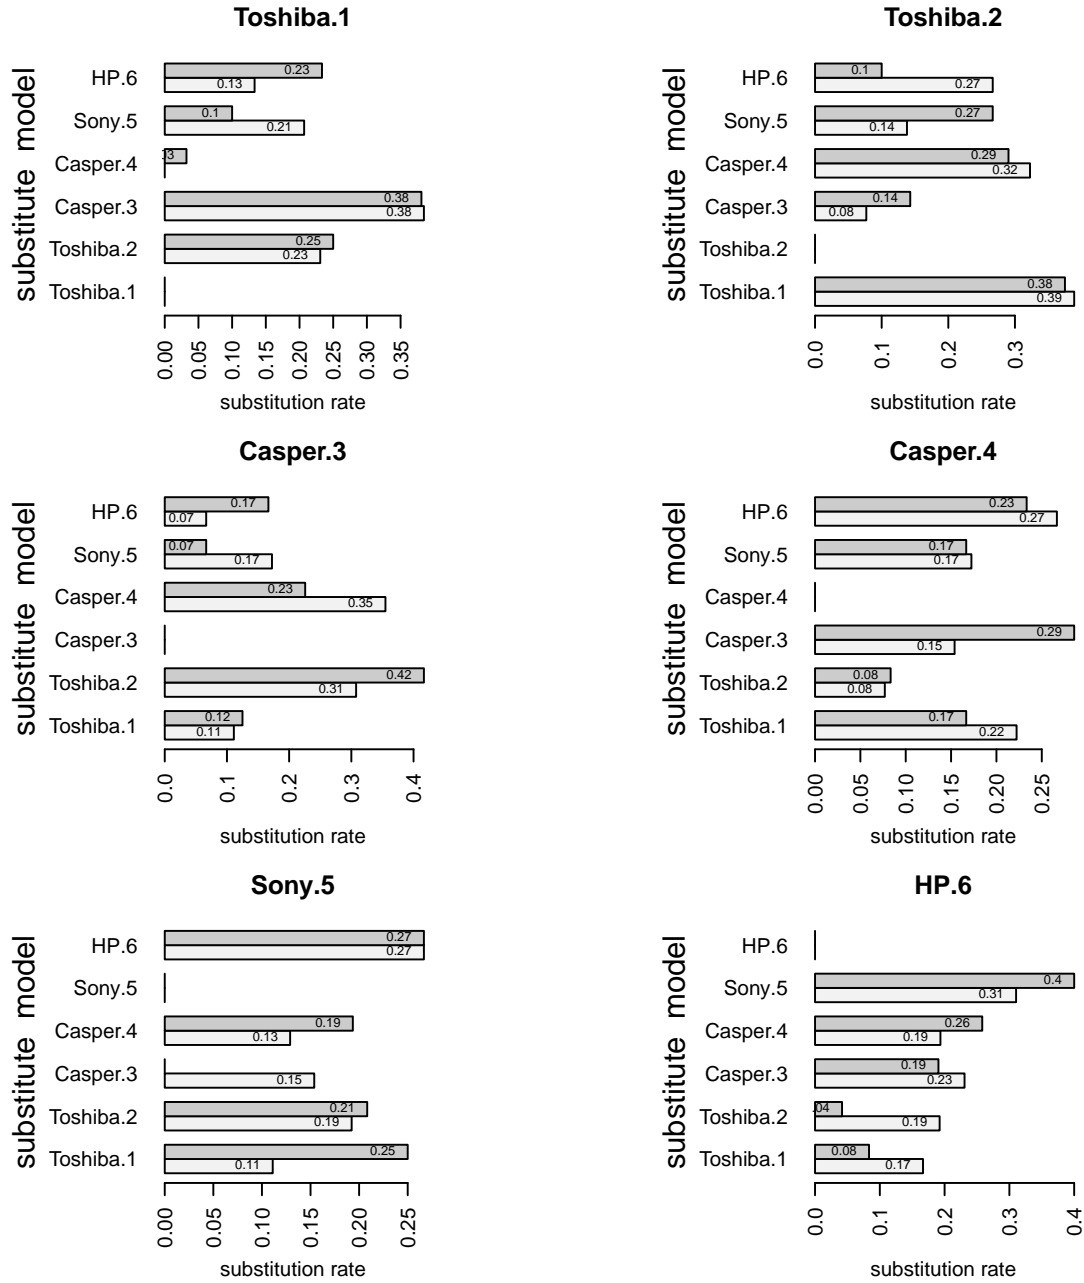 Toshiba.1
substitute model
HP.6
0.23
0.13
Sony.5
0.1
0.21
Casper.4
Casper.3
0.38
0.38
Toshiba.2
0.25
0.23
Toshiba.1
0.00 0.05 0.10 0.15 0.20 0.25 0.30 0.35
substitution rate
Toshiba.2
substitute model
HP.6
0.1
0.27
Sony.5
0.27
0.14
Casper.4
0.29
0.32
Casper.3
0.14
0.08
Toshiba.2
Toshiba.1
0.38
0.39
0.0 0.1 0.3
substitution rate
Casper.3
substitute model
HP.6
0.17
0.07
Sony.5
0.07
0.17
Casper.4
0.23
0.35
Casper.3
Toshiba.2
0.42
0.31
Toshiba.1
0.12
0.11
0.0 0.1 0.2 0.3 0.4
substitution rate
Casper.4
substitute model
HP.6
0.23
0.27
Sony.5
0.17
0.17
Casper.4
Casper.3
0.29
0.15
Toshiba.2
0.08
0.08
Toshiba.1
0.17
0.22
0.00 0.05 0.10 0.15 0.20 0.25
substitution rate
Sony.5
substitute model
HP.6
0.27
0.27
Sony.5
Casper.4
0.19
0.13
Casper.3
0.15
Toshiba.2
0.21
0.19
Toshiba.1
0.25
0.11
0.00 0.05 0.10 0.15 0.20 0.25
substitution rate
HP.6
substitute model
HP.6
Sony.5
0.4
0.31
Casper.4
0.26
0.19
Casper.3
0.19
0.23
Toshiba.2
.04
0.19
Toshiba.1
0.08
0.17
0.0 0.1 0.2 0.3 0.4
substitution rate